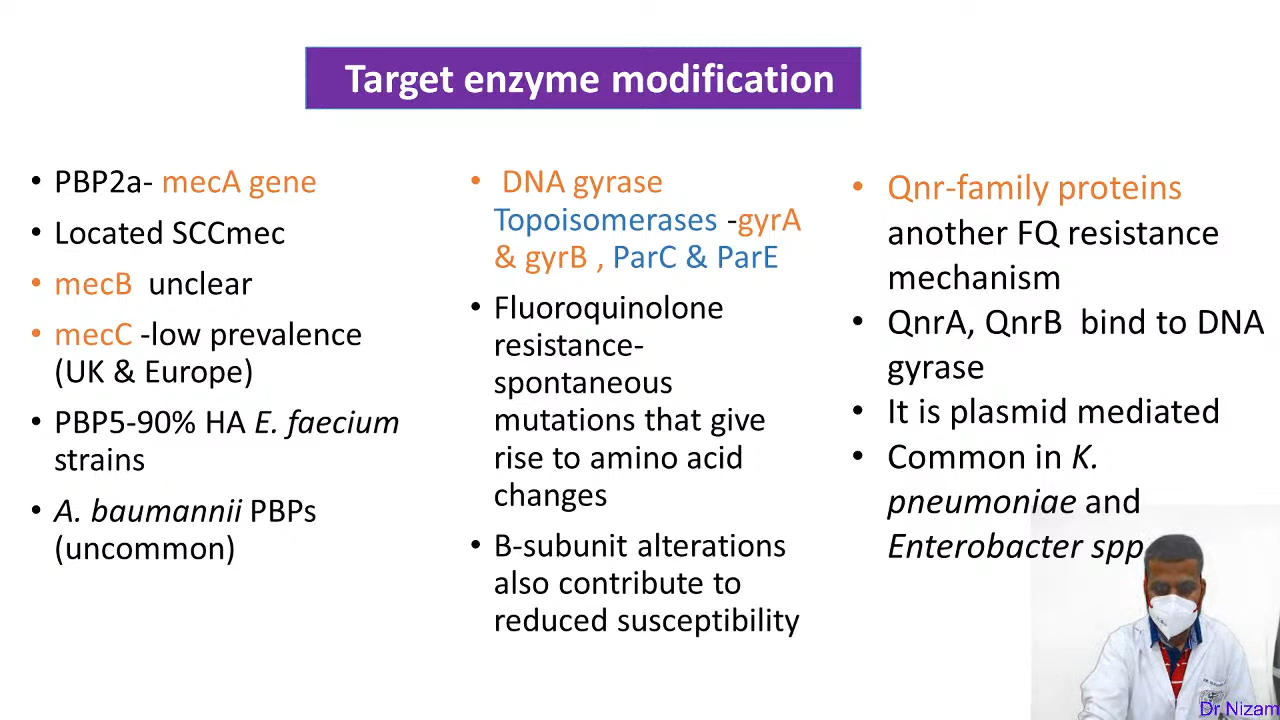 Target enzyme modification
• PBP2a- mecA gene
• Located SCCmec
• mecB unclear
• mecC -low prevalence
(UK & Europe)
• PBP5-90% HA E. faecium
strains
• A. baumannii PBPs
(uncommon)
• DNA gyrase
Topoisomerases -gyrA
& gyrB , ParC & ParE
• Fluoroquinolone
resistance-
spontaneous
mutations that give
rise to amino acid
changes
• B-subunit alterations
also contribute to
reduced susceptibility
• Qnr-family proteins
another FQ resistance
mechanism
• QnrA, QnrB bind to DNA
gyrase
• It is plasmid mediated
• Common in K.
pneumoniae and
Enterobacter spp
Dr.Nizam